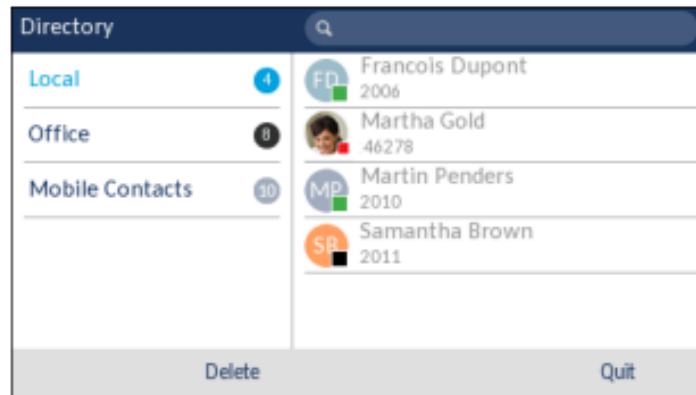 Directory
Local 4
Office 8
Mobile Contacts 10
FD Francois Dupont
2006
Martha Gold
46278
MP Martin Penders
2010
SB Samantha Brown
2011
Delete Quit